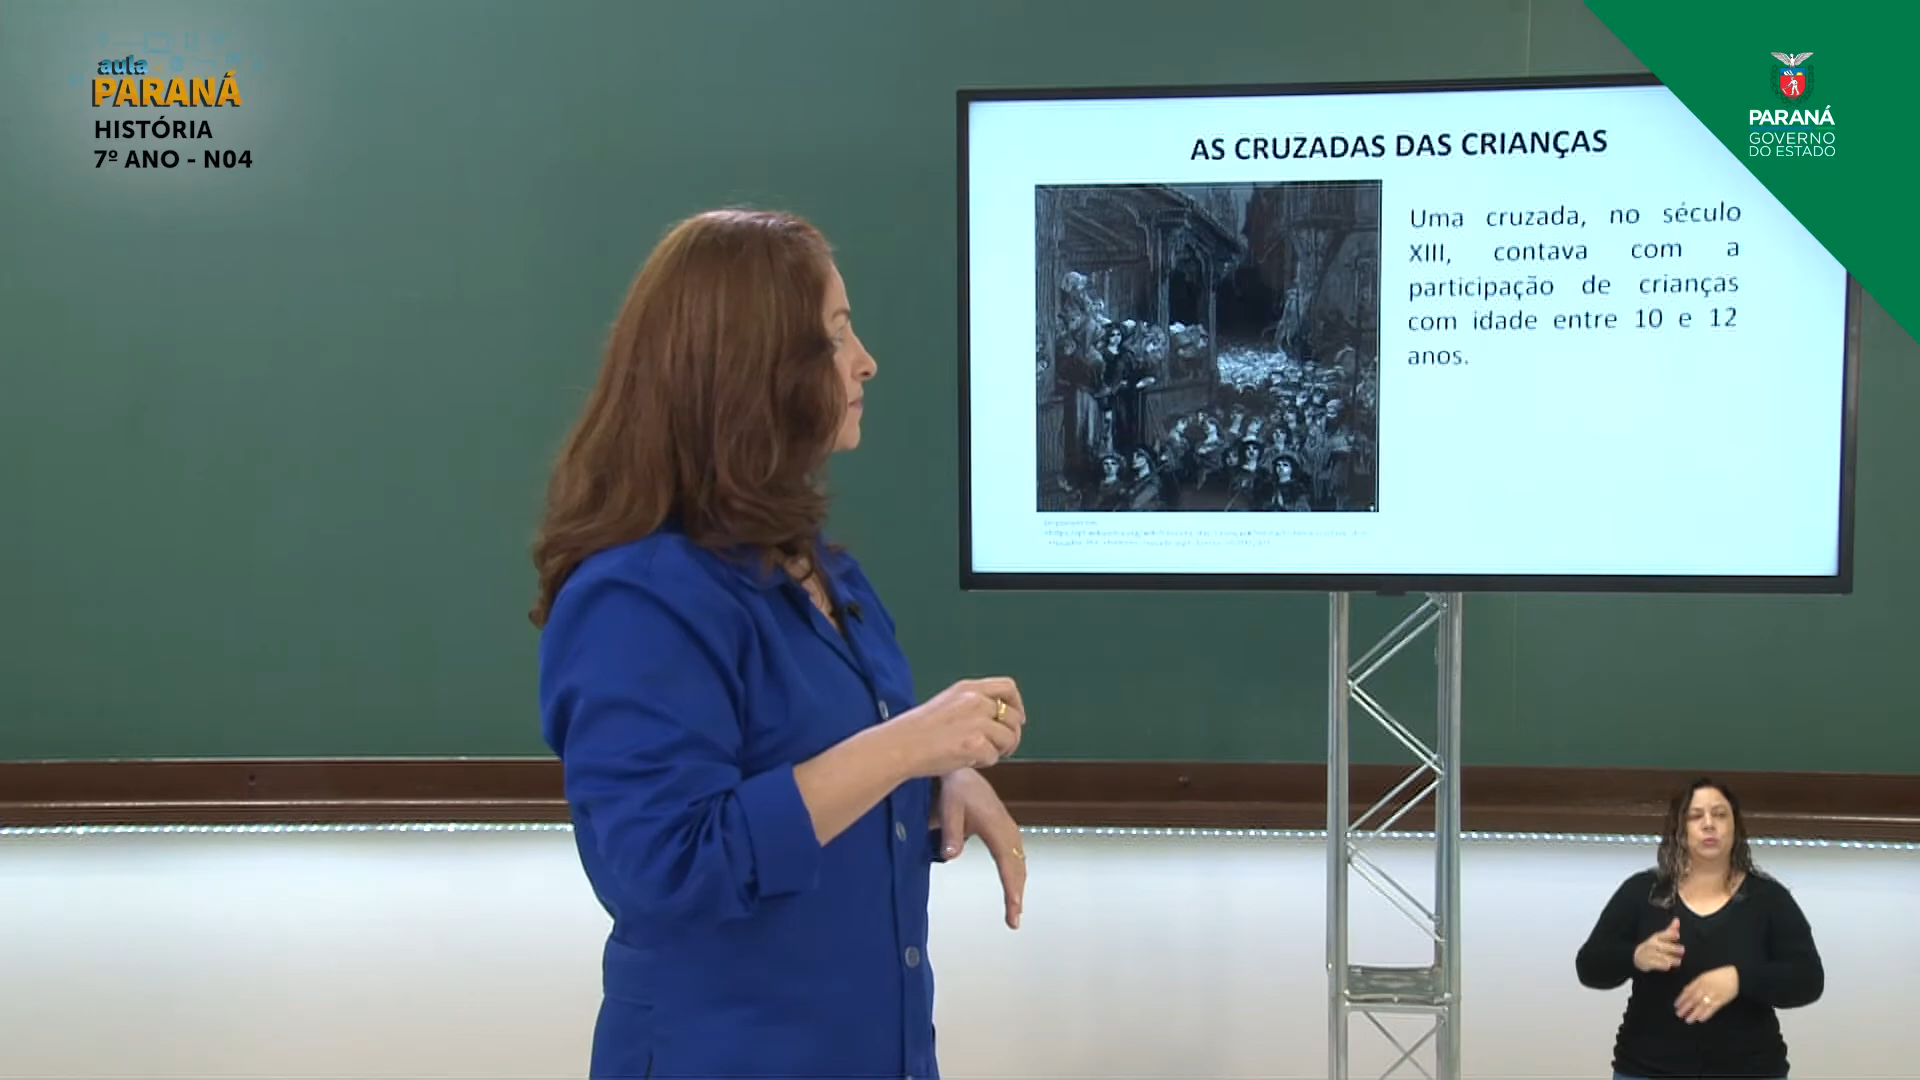 aula
PARANÁ
HISTÓRIA
7º ANO - N04
PARANÁ
GOVERNO
DO ESTADO
AS CRUZADAS DAS CRIANÇAS
Uma cruzada, no século
XIII, contava com a
participação de crianças
com idade entre 10 e 12
anos.